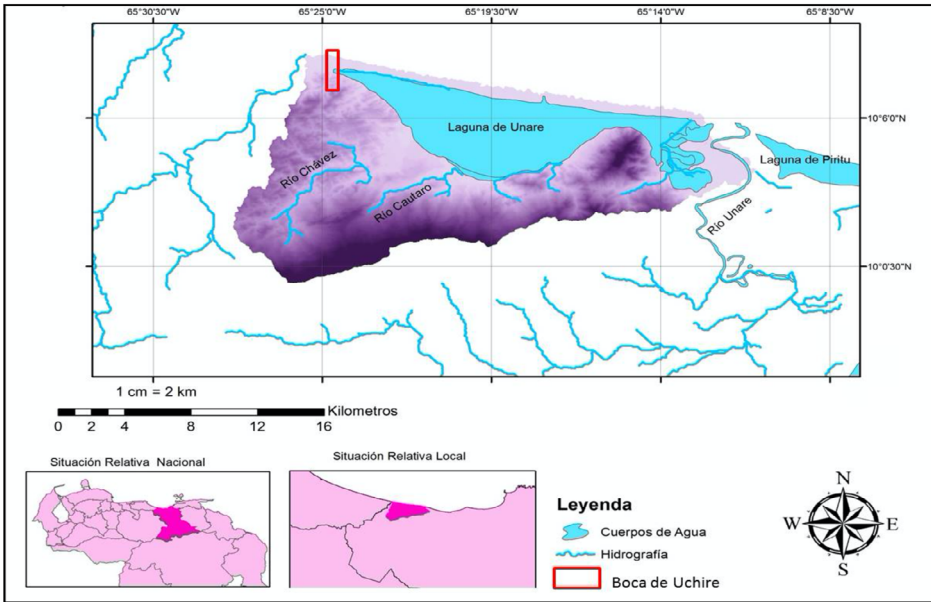 65°30'30"W 65°25'0"W 65°19'30"W 65°14'0"W 65°8'30"W
10°6'0"N
Laguna de Unare
Laguna de Piritu
Río Chávez
Río Cautaro
Río Unare
10°0'30"N
1 cm = 2 km
Kilometros
0 2 4 8 12 16
Situación Relativa Nacional
Situación Relativa Local
Leyenda
Cuerpos de Agua
Hidrografía
Boca de Uchire
N
W E
S